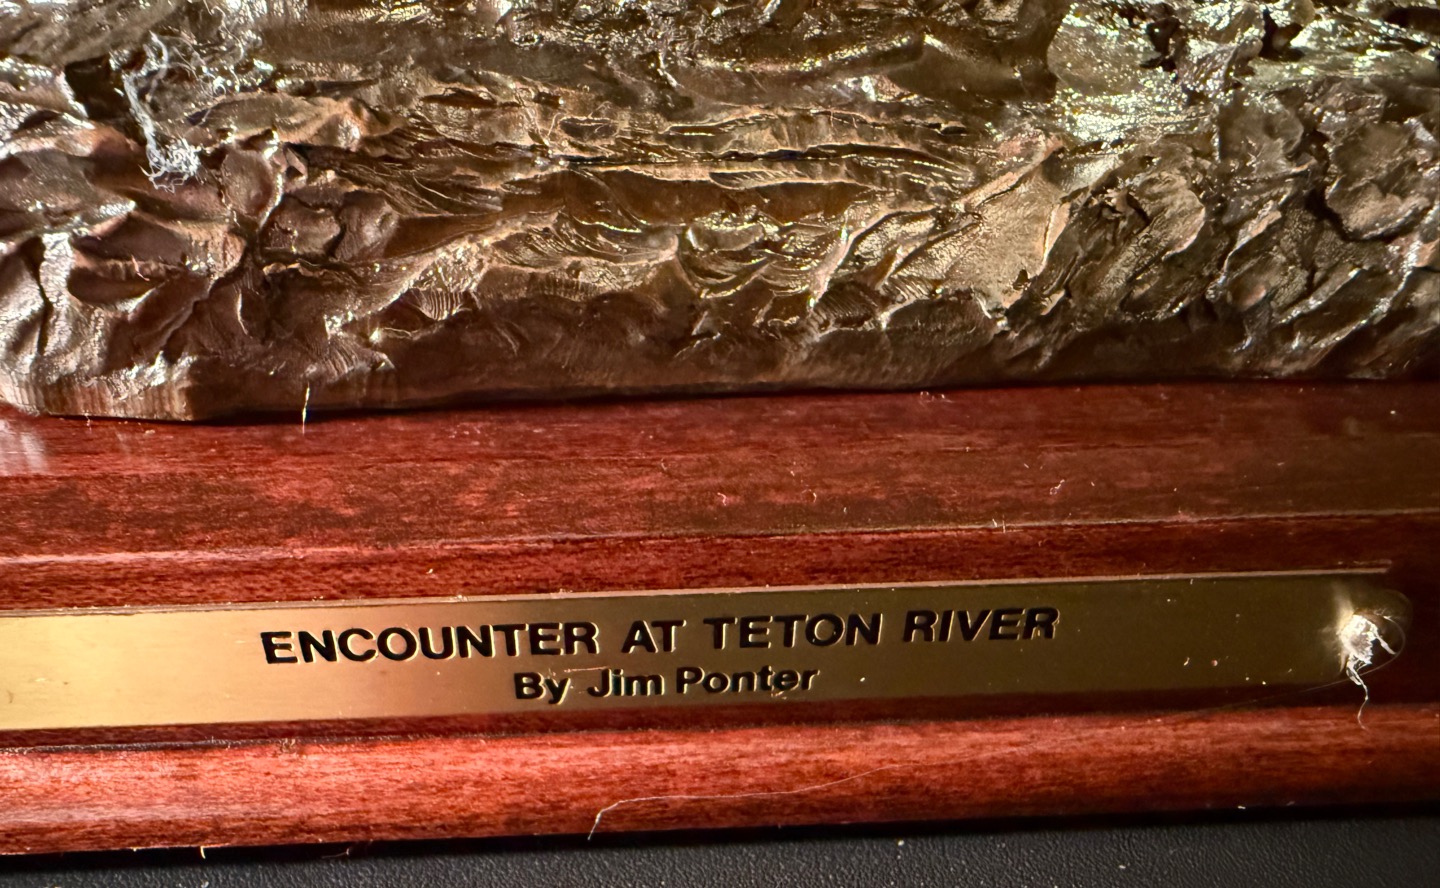 ENCOUNTER AT TETON RIVER
By Jim Ponter